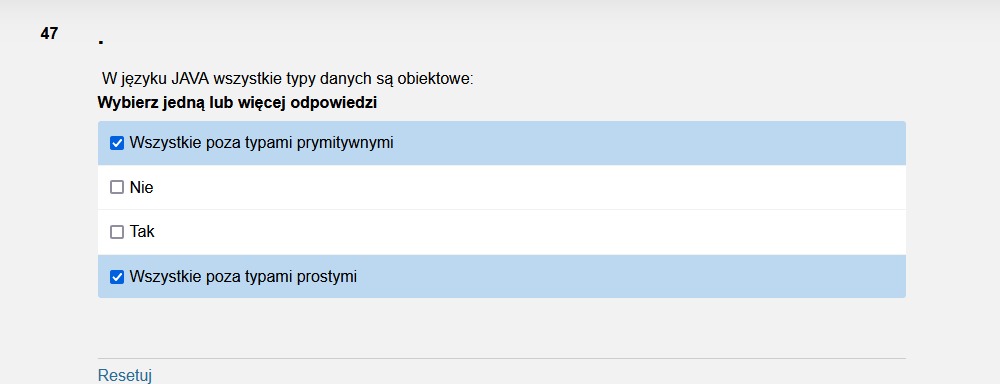 47
.
W języku JAVA wszystkie typy danych są obiektowe:
Wybierz jedną lub więcej odpowiedzi
Wszystkie poza typami prymitywnymi
Nie
Tak
Wszystkie poza typami prostymi
Resetuj